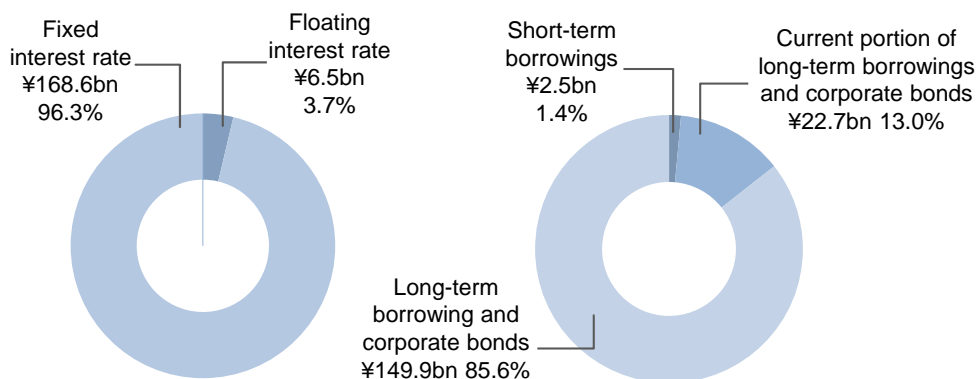 Fixed
interest rate
¥168.6bn
96.3%
Floating
interest rate
¥6.5bn
3.7%
Short-term
borrowings
¥2.5bn
1.4%
Current portion of
long-term borrowings
and corporate bonds
¥22.7bn 13.0%
Long-term
borrowing and
corporate bonds
¥149.9bn 85.6%